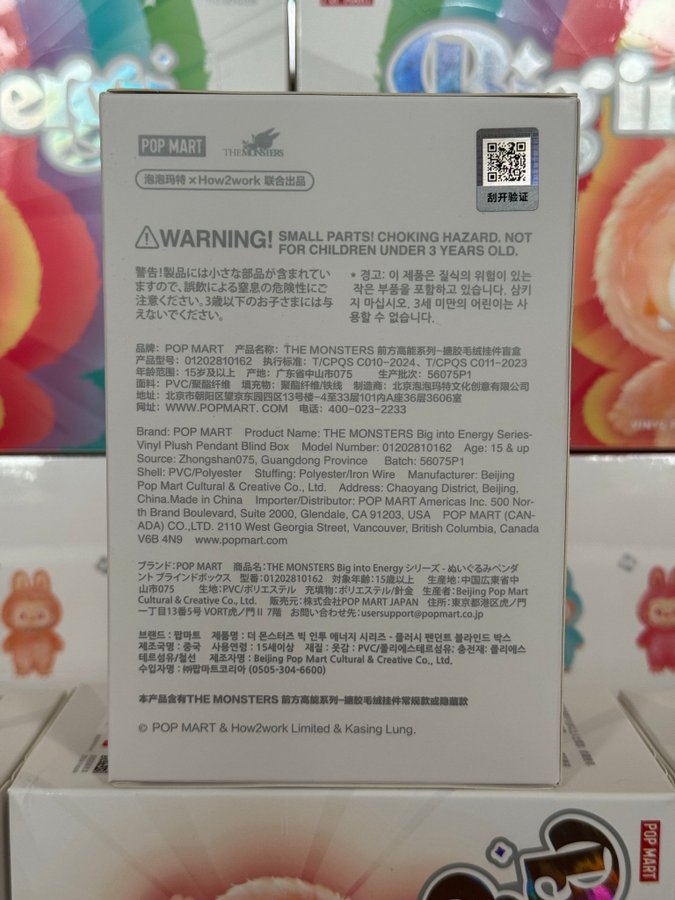 POP MART
THE MONSTERS
泡泡玛特×How2work 联合出品
刮开验证
WARNING! SMALL PARTS! CHOKING HAZARD. NOT
FOR CHILDREN UNDER 3 YEARS OLD.
警告!製品には小さな部品が含まれてい
ますので、誤飲による窒息の危険性にご
注意ください。3歳以下のお子さまには与
えないでください。
* 경고: 이 제품은 질식의 위험이 있는
작은 부품을 포함하고 있습니다. 삼키
지 마십시오. 3세 미만의 어린이는 사
용할 수 없습니다.
品牌: POP MART 产品名称: THE MONSTERS 前方高能系列-搪胶毛绒挂件盲盒
产品型号: 01202810162 执行标准: T/CPQS C010-2024、T/CPQS C011-2023
年龄范围: 15岁及以上 产地: 广东省中山市075 生产批次: 56075P1
面料: PVC/聚酯纤维 填充物: 聚酯纤维/铁线 制造商: 北京泡泡玛特文化创意有限公司
地址: 北京市朝阳区望京东园四区13号楼-4至33层101内A座36层3606室
网址: WWW.POPMART.COM 电话: 400-023-2233
Brand: POP MART Product Name: THE MONSTERS Big into Energy Series-
Vinyl Plush Pendant Blind Box Model Number: 01202810162 Age: 15 & up
Source: Zhongshan075, Guangdong Province Batch: 56075P1
Shell: PVC/Polyester Stuffing: Polyester/Iron Wire Manufacturer: Beijing
Pop Mart Cultural & Creative Co., Ltd. Address: Chaoyang District, Beijing,
China.Made in China Importer/Distributor: POP MART Americas Inc. 500 Nor-
th Brand Boulevard, Suite 2000, Glendale, CA 91203, USA POP MART (CAN-
ADA) CO.,LTD. 2110 West Georgia Street, Vancouver, British Columbia, Canada
V6B 4N9 www.popmart.com
ブランド:POP MART 商品名:THE MONSTERS Big into Energy シリーズ - ぬいぐるみペンダ
ント ブラインドボックス 型番:01202810162 対象年齢:15歳以上 生産地:中国広東省中
山市075 生地:PVC/ポリエステル 充填物:ポリエステル/針金 生産者:Beijing Pop Mart
Cultural & Creative Co., Ltd. 販売元:株式会社POP MART JAPAN 住所:東京都港区虎ノ門
一丁目13番5号 VORT虎ノ門Ⅱ 7階 お問い合わせ先:usersupport@popmart.co.jp
브랜드 : 팝마트 제품명 : 더 몬스터즈 빅 인투 에너지 시리즈 - 플러시 펜던트 블라인드 박스
제조국명 : 중국 사용연령 : 15세이상 재질 : 옷감 : PVC/폴리에스테르섬유; 충전재: 폴리에스
테르섬유/철선 제조자명 : Beijing Pop Mart Cultural & Creative Co., Ltd.
수입자명 : ㈜팝마트코리아 (0505-304-6600)
本产品含有THE MONSTERS 前方高能系列-搪胶毛绒挂件常规款或隐藏款
© POP MART & How2work Limited & Kasing Lung.
POP MART